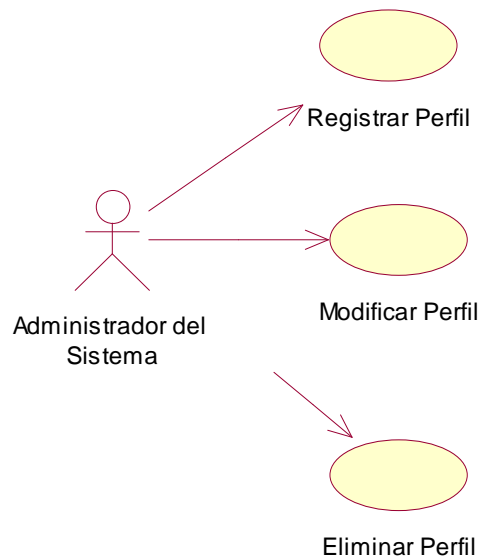 Registrar Perfil
Modificar Perfil
Administrador del
Sistema
Eliminar Perfil